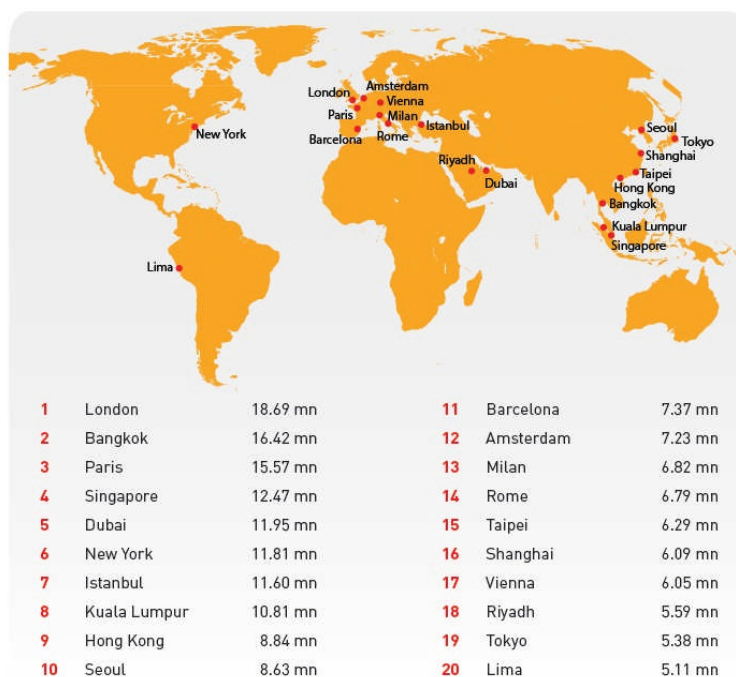 London
Amsterdam
Vienna
Paris
Milan
Istanbul
Rome
Barcelona
New York
Seoul
Tokyo
Shanghai
Riyadh
Dubai
Taipei
Hong Kong
Bangkok
Kuala Lumpur
Singapore
Lima
1 London 18.69 mn
2 Bangkok 16.42 mn
3 Paris 15.57 mn
4 Singapore 12.47 mn
5 Dubai 11.95 mn
6 New York 11.81 mn
7 Istanbul 11.60 mn
8 Kuala Lumpur 10.81 mn
9 Hong Kong 8.84 mn
10 Seoul 8.63 mn
11 Barcelona 7.37 mn
12 Amsterdam 7.23 mn
13 Milan 6.82 mn
14 Rome 6.79 mn
15 Taipei 6.29 mn
16 Shanghai 6.09 mn
17 Vienna 6.05 mn
18 Riyadh 5.59 mn
19 Tokyo 5.38 mn
20 Lima 5.11 mn